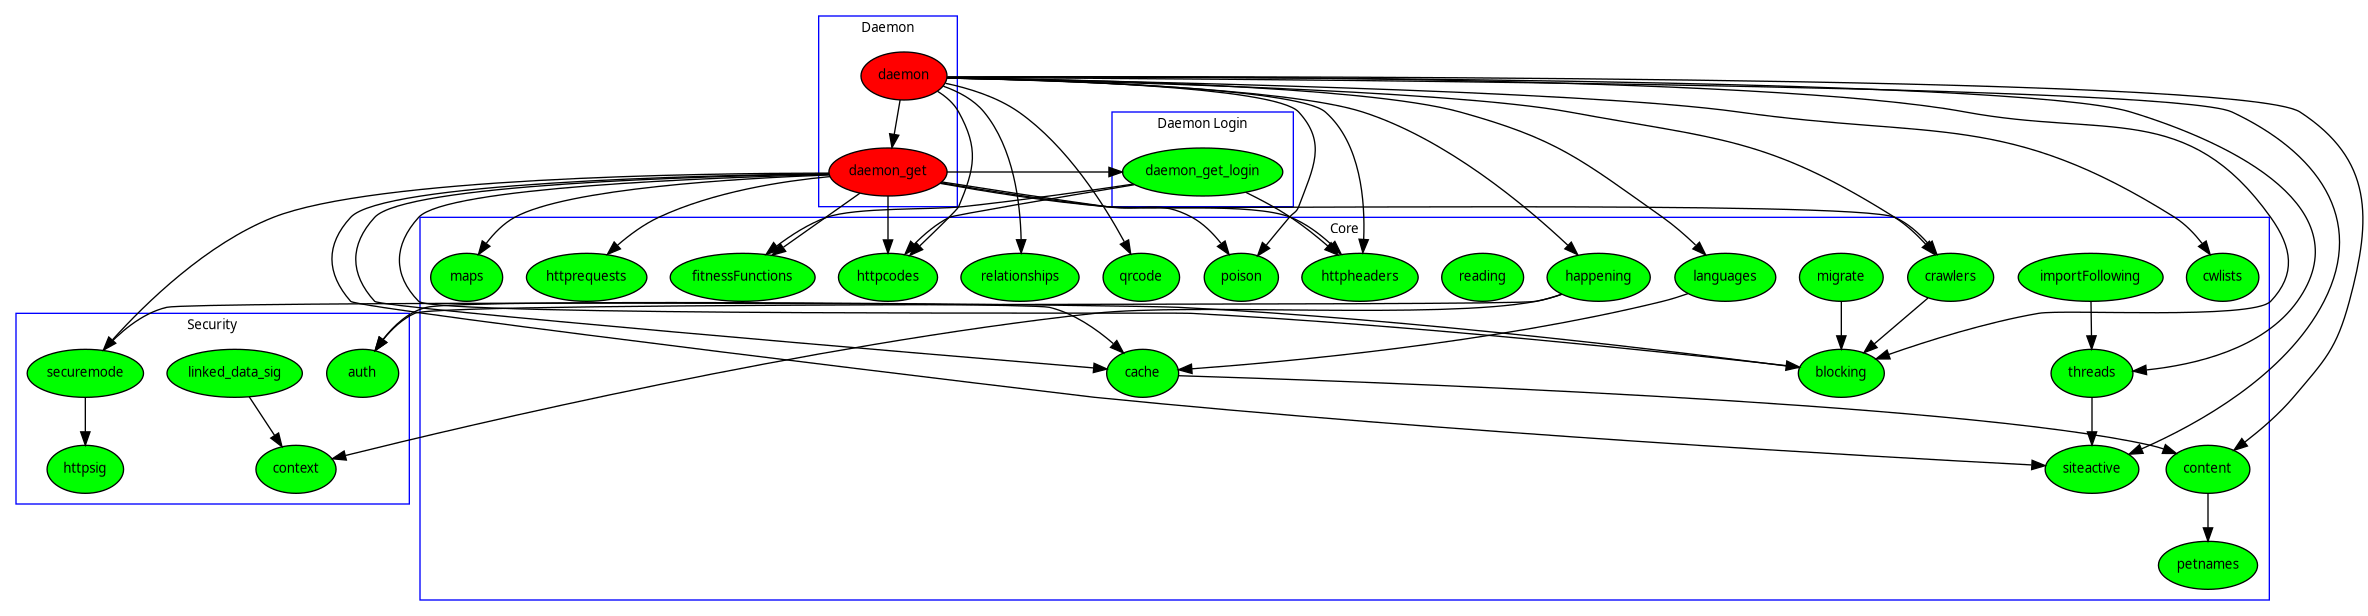 Daemon
daemon
Daemon Login
daemon_get
daemon_get_login
Core
maps
httprequests
fitnessFunctions
httpcodes
relationships
qrcode
poison
httpheaders
reading
happening
languages
migrate
crawlers
importFollowing
cwlists
Security
securemode
linked_data_sig
auth
cache
blocking
threads
httpsig
context
siteactive
content
petnames